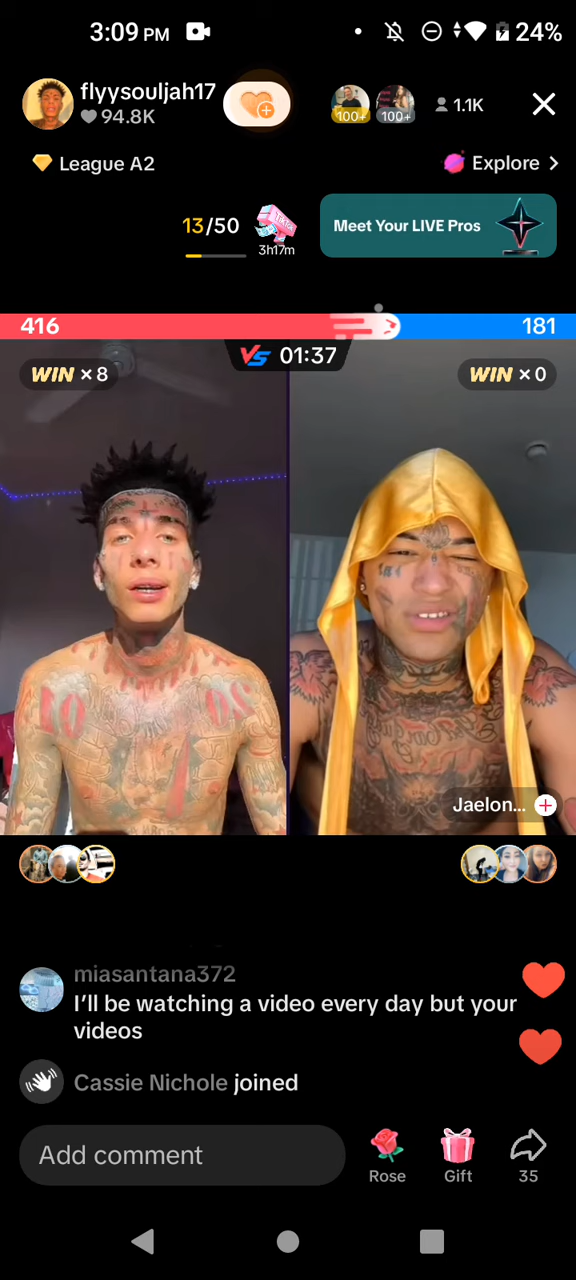 3:09 PM
24%
flyysouljah17
94.8K
100+
100+
1.1K
League A2
Explore
13/50
TikTok
3h17m
Meet Your LIVE Pros
416
181
VS 01:37
WIN ×8
WIN ×0
Jaelon...
miasantana372
I'll be watching a video every day but your
videos
Cassie Nichole joined
Add comment
Rose
Gift
35